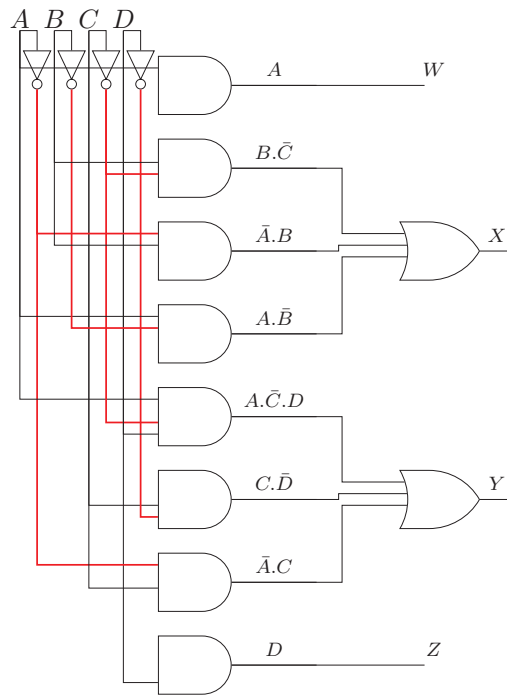 A B C D
A W
B.C̄
Ā.B X
A.B̄
A.C̄.D
C.D̄ Y
Ā.C
D Z